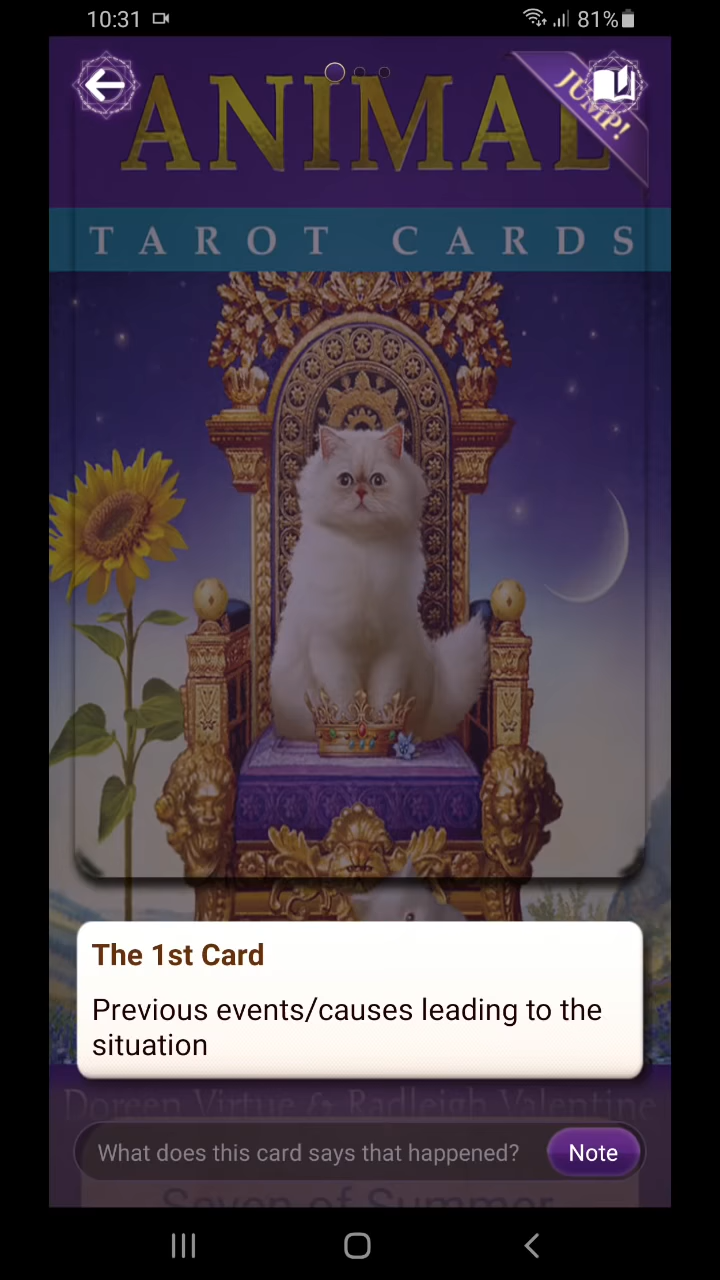 10:31 81%
ANIMAL
JUMP!
TAROT CARDS
The 1st Card
Previous events/causes leading to the
situation
Doreen Virtue & Radleigh Valentine
What does this card says that happened? Note
Seven of Summer